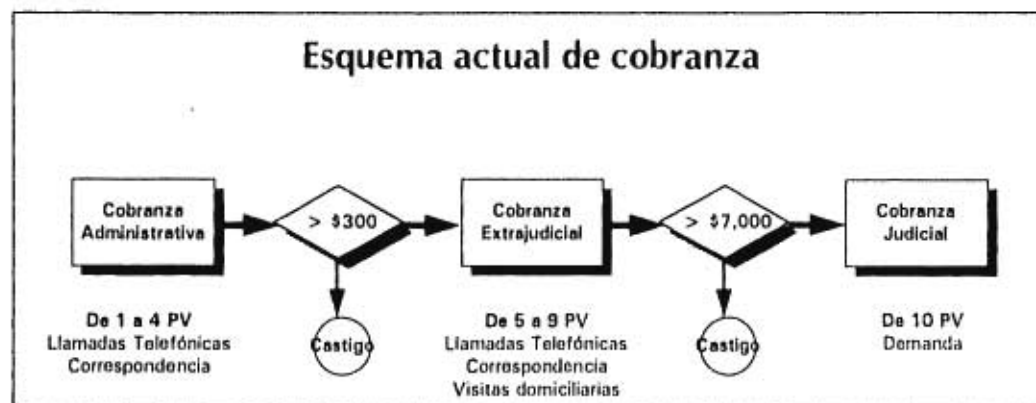 Esquema actual de cobranza
Cobranza
Administrativa
> $300
Cobranza
Extrajudicial
> $7,000
Cobranza
Judicial
De 1 a 4 PV
Llamadas Telefónicas
Correspondencia
Castigo
De 5 a 9 PV
Llamadas Telefónicas
Correspondencia
Visitas domiciliarias
Castigo
De 10 PV
Demanda